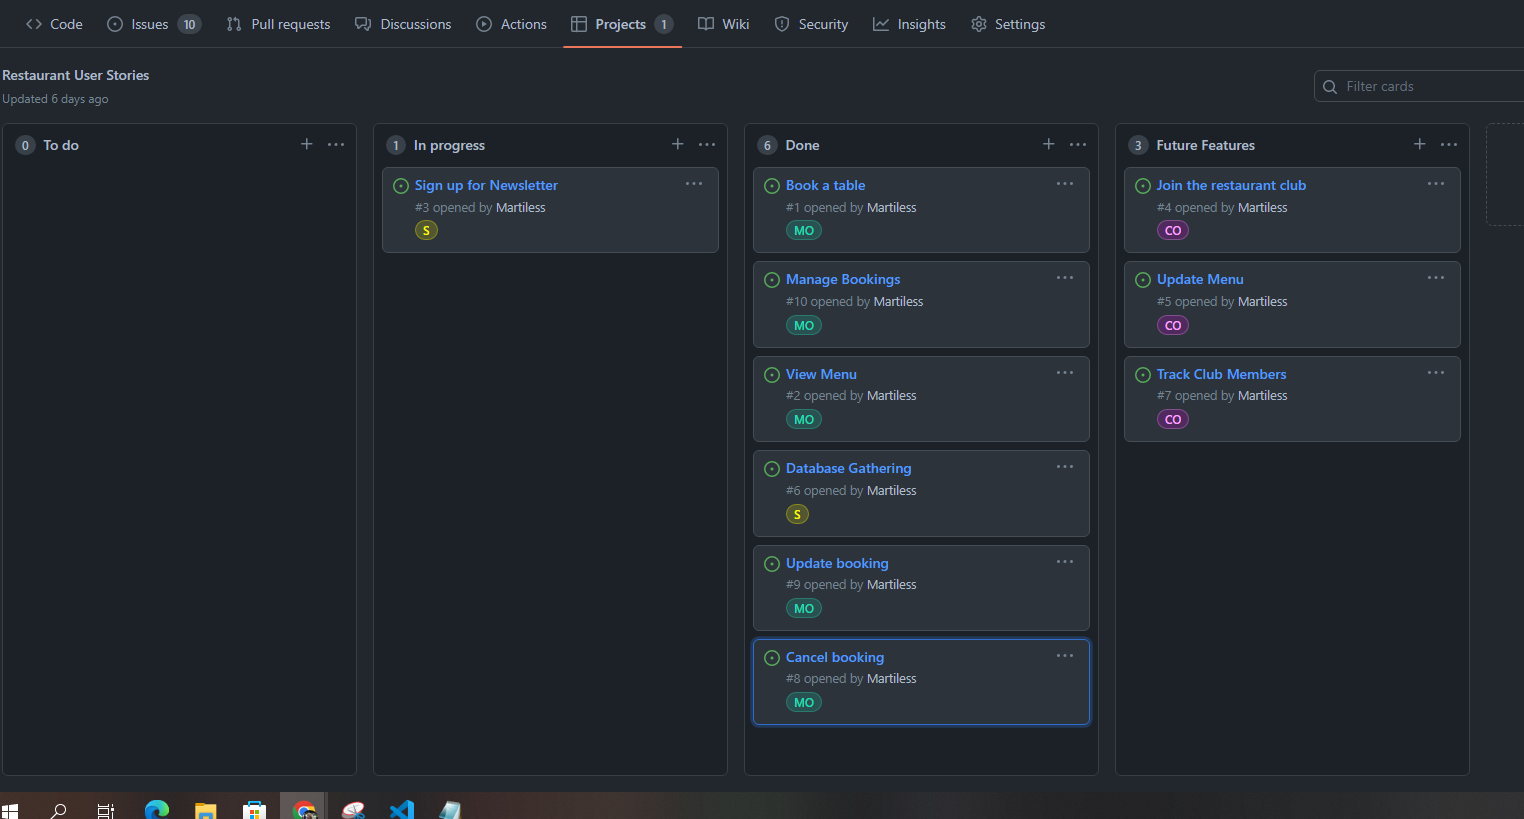 Code Issues 10 Pull requests Discussions Actions Projects 1 Wiki Security Insights Settings
Restaurant User Stories
Updated 6 days ago
Filter cards
0 To do
1 In progress
Sign up for Newsletter
#3 opened by Martiless
S
6 Done
Book a table
#1 opened by Martiless
MO
Manage Bookings
#10 opened by Martiless
MO
View Menu
#2 opened by Martiless
MO
Database Gathering
#6 opened by Martiless
S
Update booking
#9 opened by Martiless
MO
Cancel booking
#8 opened by Martiless
MO
3 Future Features
Join the restaurant club
#4 opened by Martiless
CO
Update Menu
#5 opened by Martiless
CO
Track Club Members
#7 opened by Martiless
CO